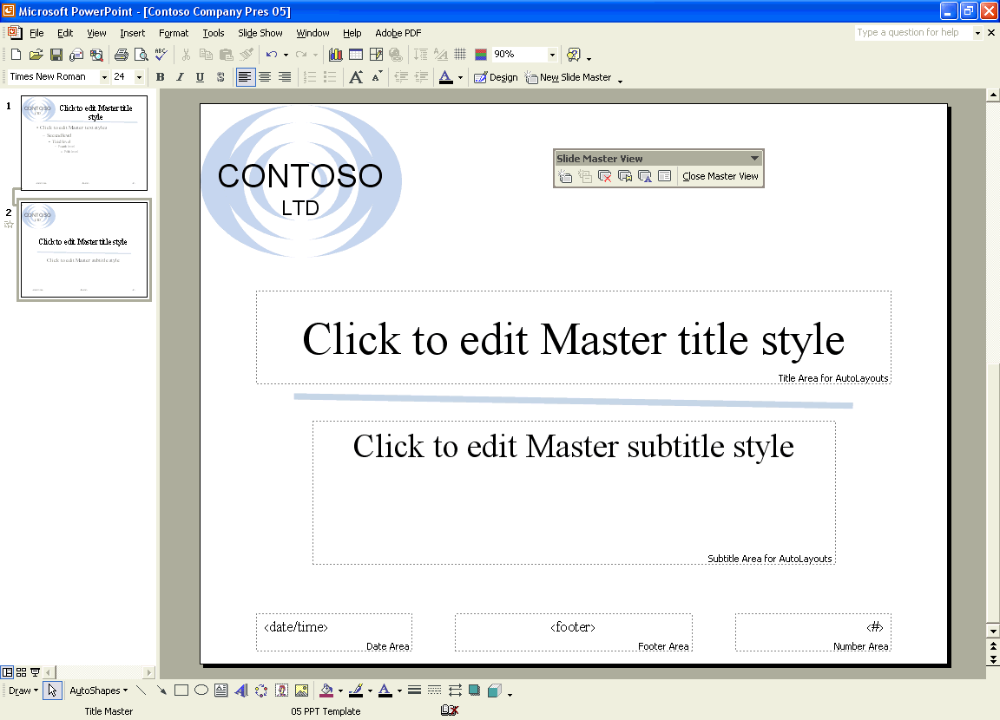 Microsoft PowerPoint - [Contoso Company Pres 05]
File Edit View Insert Format Tools Slide Show Window Help Adobe PDF
Type a question for help
90%
Times New Roman 24 B I U S Design New Slide Master
1
CONTOSO
LTD
Click to edit Master title
style
• Click to edit Master text styles
– Second level
• Third level
– Fourth level
2
CONTOSO
LTD
Click to edit Master title style
Click to edit Master subtitle style
CONTOSO
LTD
Slide Master View
Close Master View
Click to edit Master title style
Title Area for AutoLayouts
Click to edit Master subtitle style
Subtitle Area for AutoLayouts
<date/time>
Date Area
<footer>
Footer Area
<#>
Number Area
Draw AutoShapes
Title Master 05 PPT Template